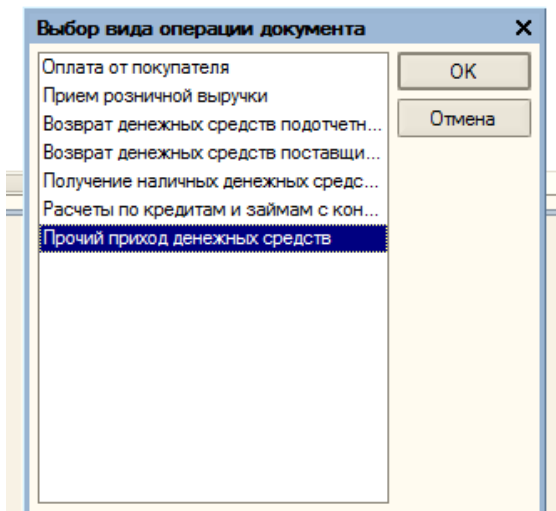 Выбор вида операции документа
Оплата от покупателя
Прием розничной выручки
Возврат денежных средств подотчетн...
Возврат денежных средств поставщи...
Получение наличных денежных средс...
Расчеты по кредитам и займам с кон...
Прочий приход денежных средств
OK
Отмена